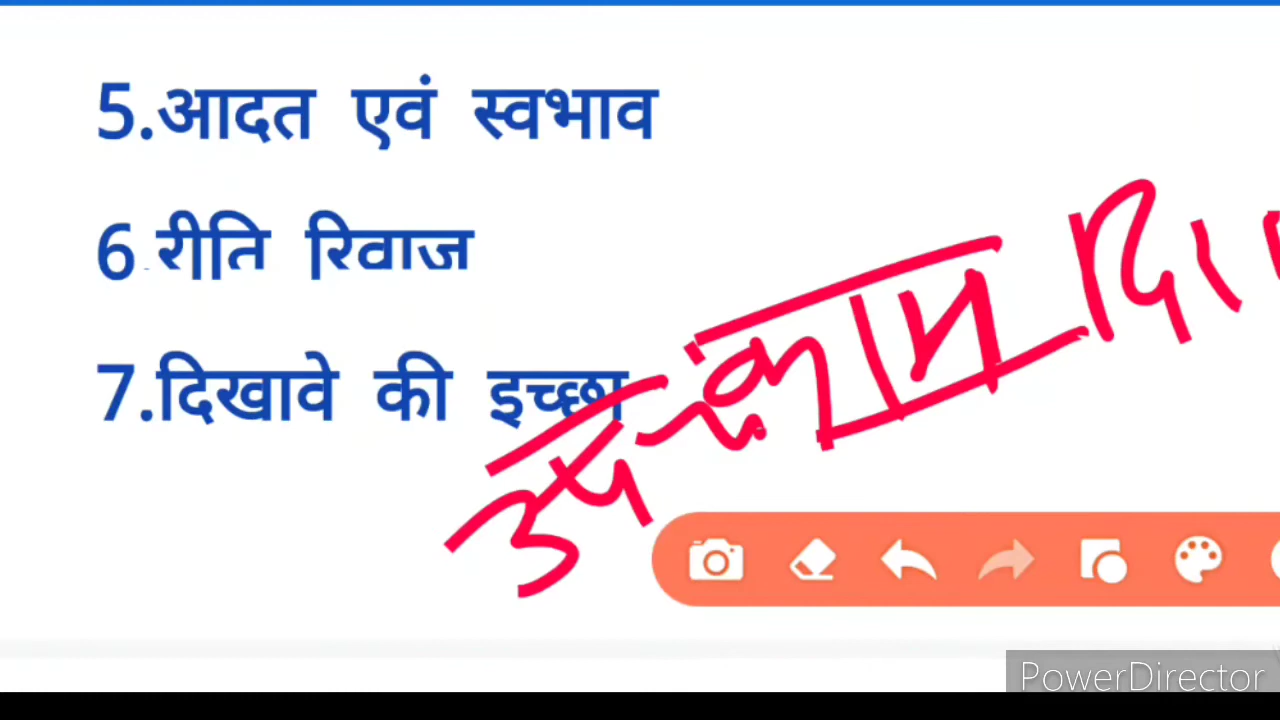 5.आदत एवं स्वभाव
6.रीति रिवाज
7.दिखावे की इच्छा
PowerDirector